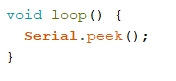 void loop() {
  Serial.peek();
}